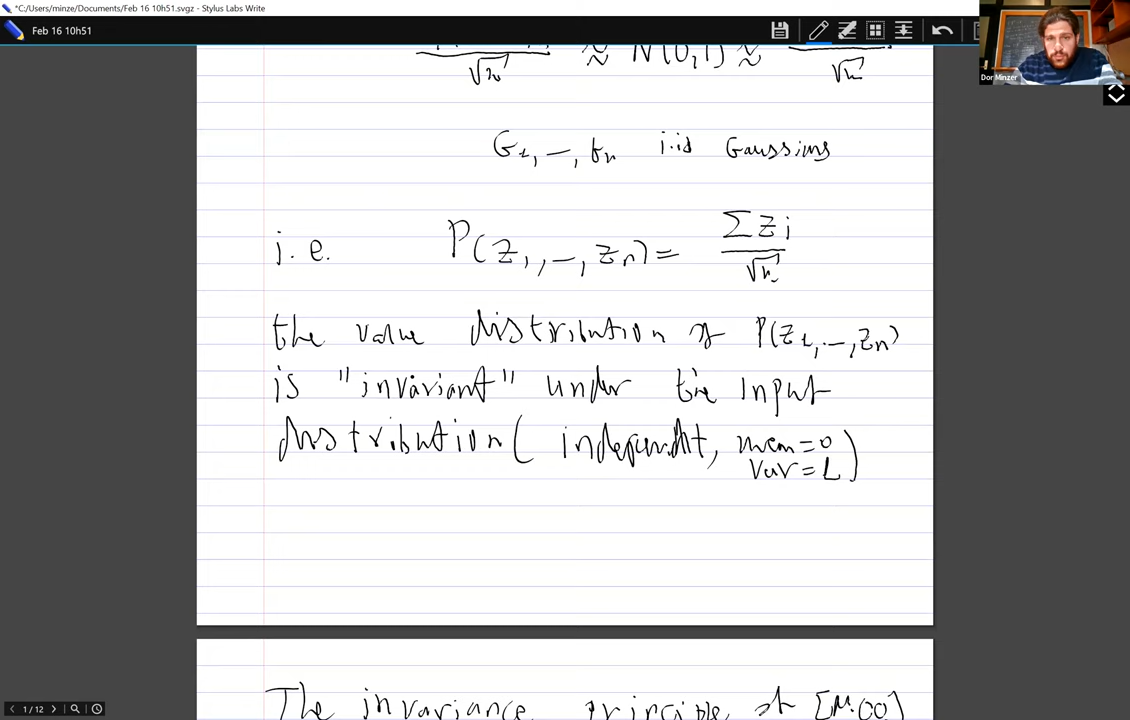 *C:/Users/minze/Documents/Feb 16 10h51.svgz - Stylus Labs Write
Feb 16 10h51
Dor Minzer
√n ≈ N(0,1) ≈ √n
G1, —, Gn i.i.d Gaussians
i.e. P(Z1, —, Zn) = ΣZi / √n
the value distribution of P(Z1, —, Zn)
is "invariant" under the input
distribution (independent, mean=0
Var=1)
1 / 12
The invariance principle of [MOO]